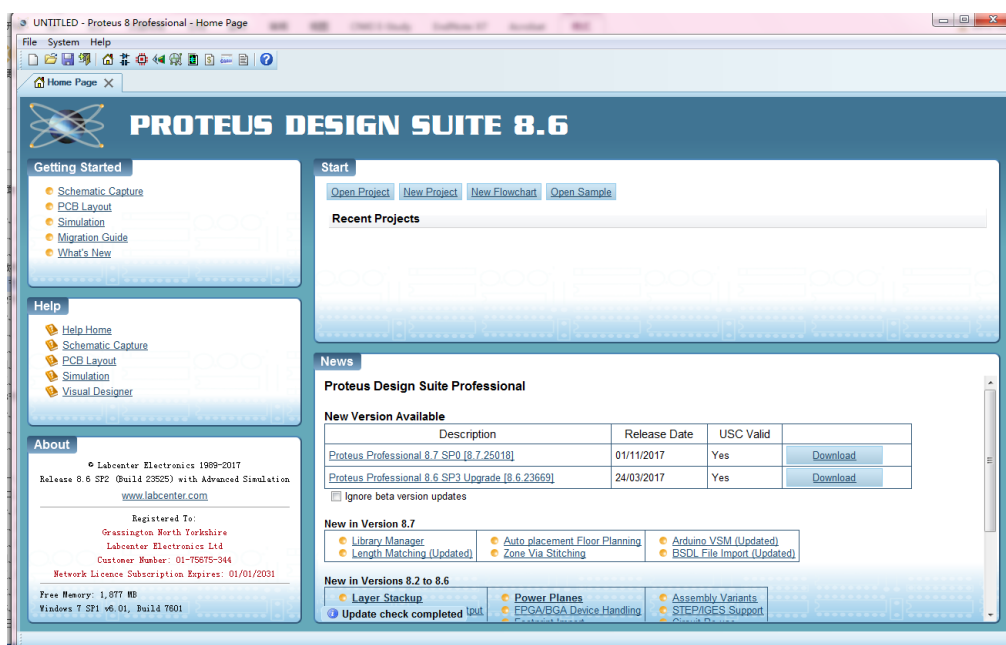 UNTITLED - Proteus 8 Professional - Home Page
File System Help
Home Page
PROTEUS DESIGN SUITE 8.6
Getting Started
Schematic Capture
PCB Layout
Simulation
Migration Guide
What's New
Start
Open Project New Project New Flowchart Open Sample
Recent Projects
Help
Help Home
Schematic Capture
PCB Layout
Simulation
Visual Designer
News
Proteus Design Suite Professional
New Version Available
Description Release Date USC Valid
Proteus Professional 8.7 SP0 [8.7.25018] 01/11/2017 Yes Download
Proteus Professional 8.6 SP3 Upgrade [8.6.23669] 24/03/2017 Yes Download
Ignore beta version updates
New in Version 8.7
Library Manager Auto placement Floor Planning Arduino VSM (Updated)
Length Matching (Updated) Zone Via Stitching BSDL File Import (Updated)
New in Versions 8.2 to 8.6
Layer Stackup Power Planes Assembly Variants
Update check completed FPGA/BGA Device Handling STEP/IGES Support
About
© Labcenter Electronics 1989-2017
Release 8.6 SP2 (Build 23525) with Advanced Simulation
www.labcenter.com
Registered To:
Grassington North Yorkshire
Labcenter Electronics Ltd
Customer Number: 01-75675-344
Network Licence Subscription Expires: 01/01/2031
Free Memory: 1,877 MB
Windows 7 SP1 v6.01, Build 7601